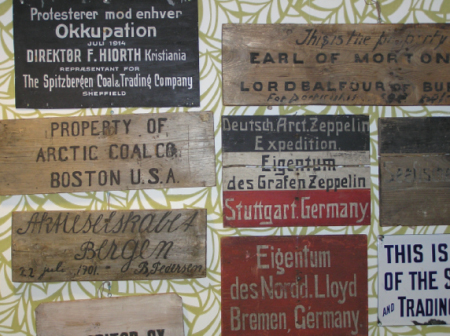 Protesterer mod enhver
Okkupation
JULI 1914
DIREKTØR F. HIORTH Kristiania
REPRÆSENTANT FOR
The Spitzbergen Coal & Trading Company
SHEFFIELD
This is the property
EARL OF MORTON
LORD BALFOUR OF BUR
PROPERTY OF
ARCTIC COAL CO.
BOSTON U.S.A.
Deutsch. Arct. Zeppelin
Expedition.
Eigentum
des Grafen Zeppelin
Stuttgart. Germany.
Aktieselskabet
Bergen
22 juli 1901
Eigentum
des Nordd. Lloyd
Bremen, Germany.
THIS IS
OF THE S
AND TRADING